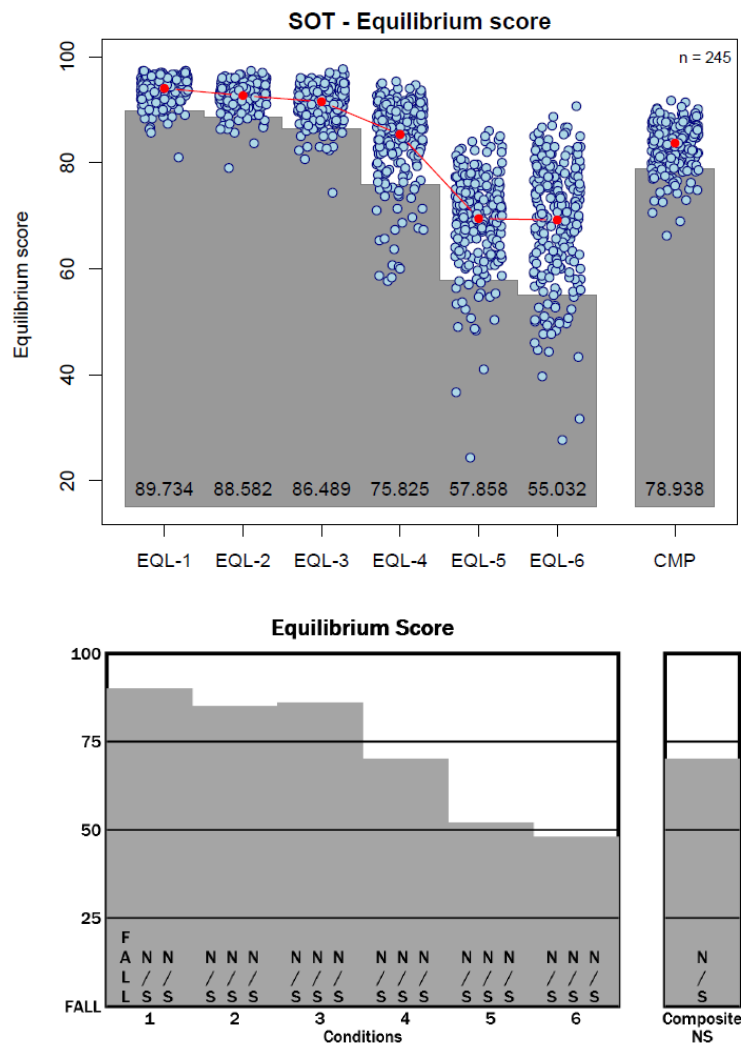 SOT - Equilibrium score
n = 245
Equilibrium score
100
80
60
40
20
89.734 88.582 86.489 75.825 57.858 55.032 78.938
EQL-1 EQL-2 EQL-3 EQL-4 EQL-5 EQL-6 CMP
Equilibrium Score
100
75
50
25
FALL
F
A N N N N N N N N N N N N N N N N N N
L / / / / / / / / / / / / / / / / / /
L S S S S S S S S S S S S S S S S S S
1 2 3 4 5 6 Composite
Conditions NS